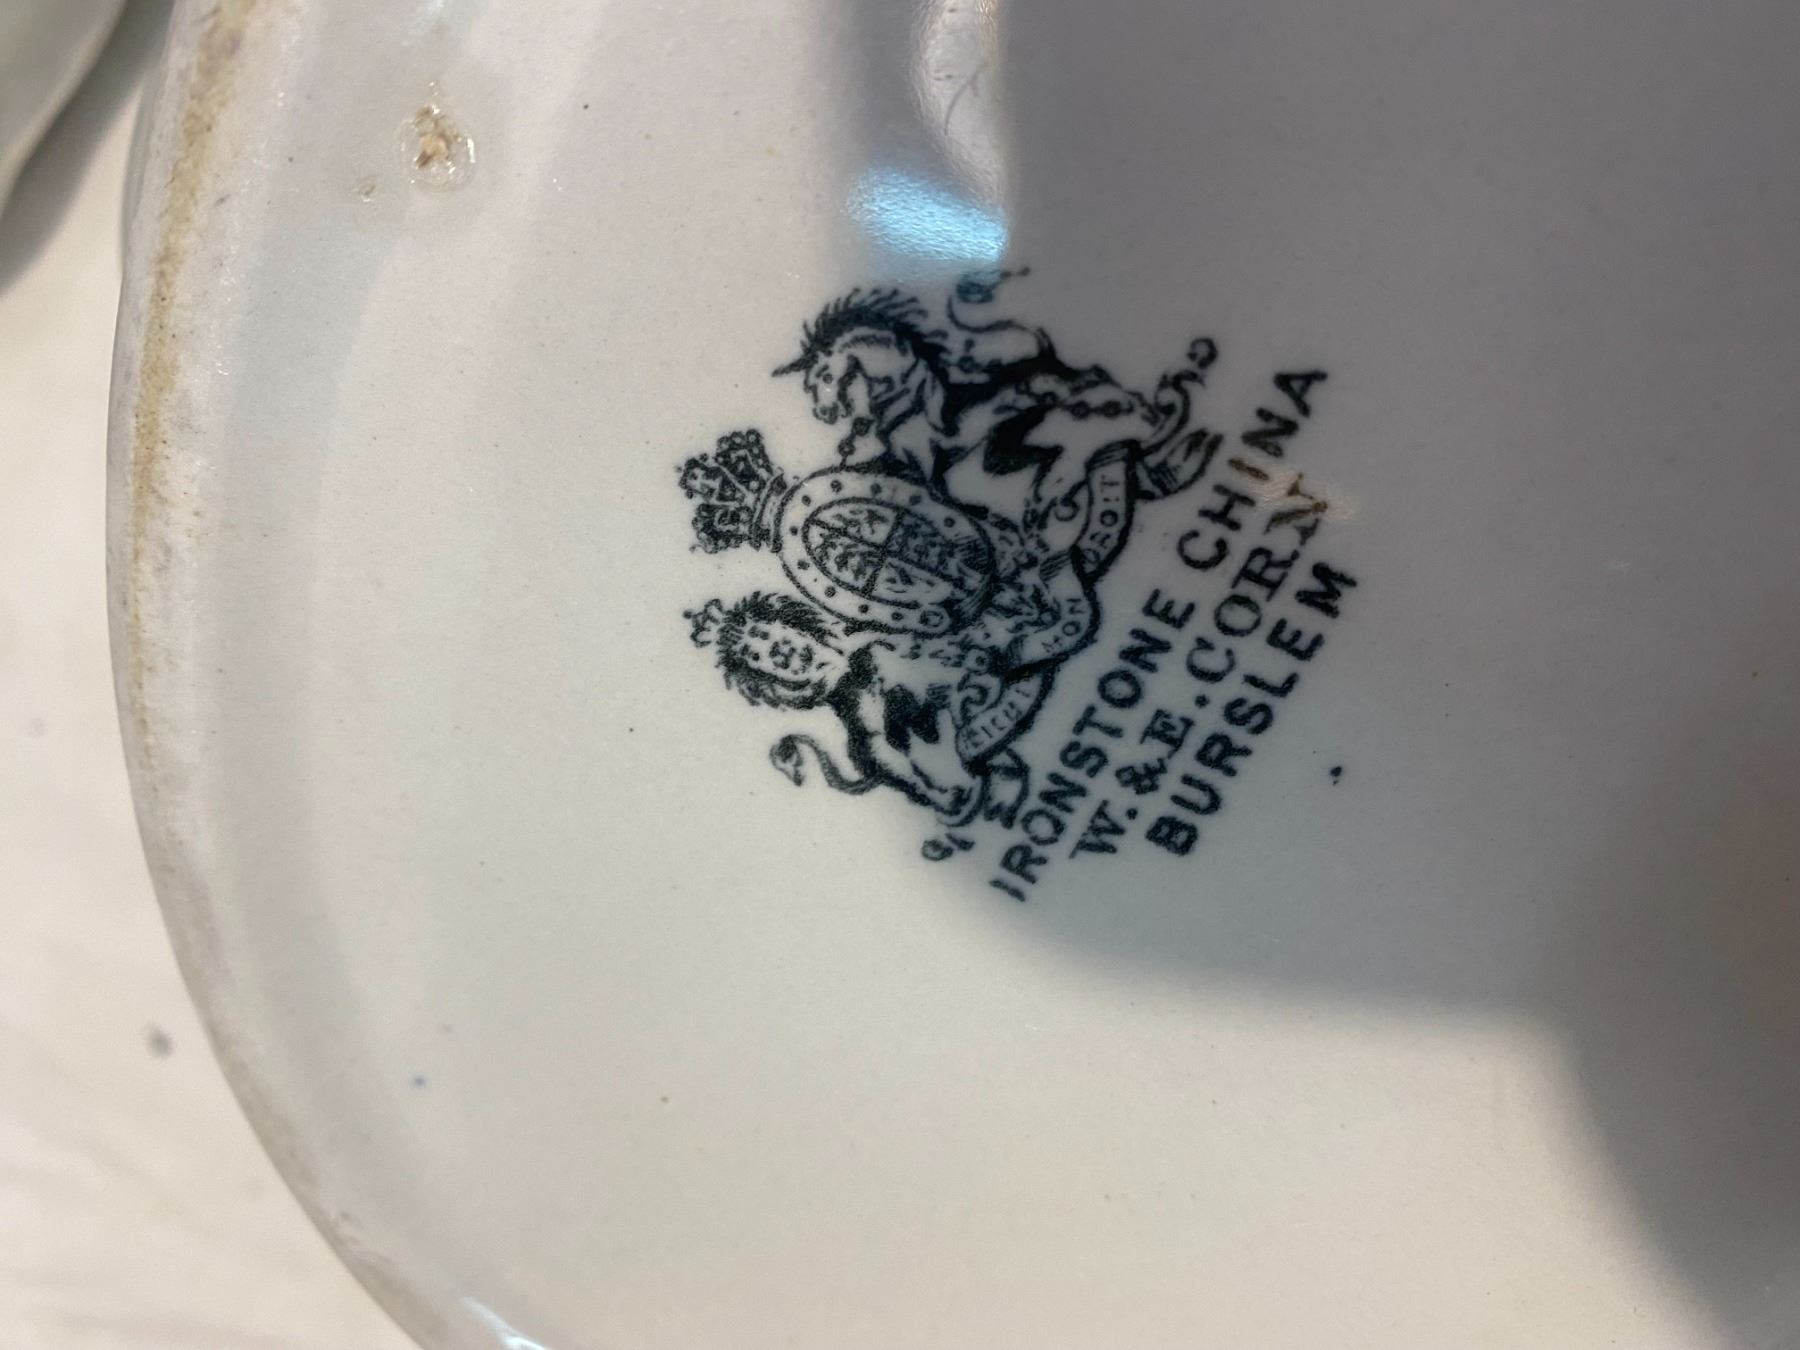 DIEU ET MON DROIT
IRONSTONE CHINA
W. & E. CORN
BURSLEM